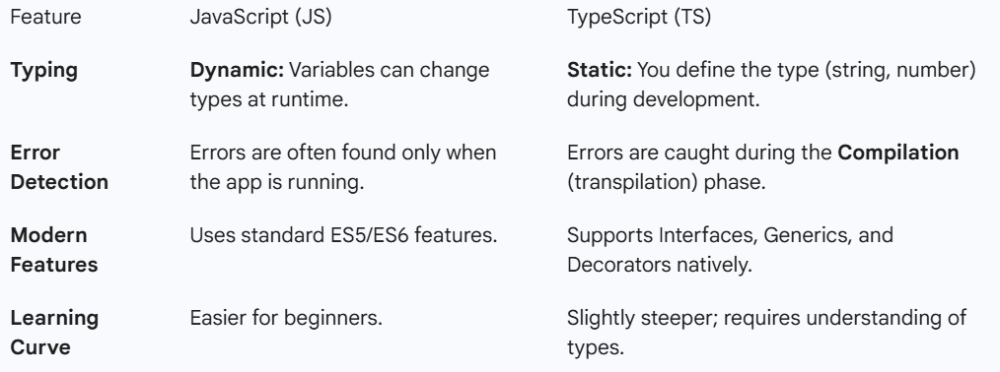 Feature JavaScript (JS) TypeScript (TS)
Typing Dynamic: Variables can change Static: You define the type (string, number)
types at runtime. during development.
Error Errors are often found only when Errors are caught during the Compilation
Detection the app is running. (transpilation) phase.
Modern Uses standard ES5/ES6 features. Supports Interfaces, Generics, and
Features Decorators natively.
Learning Easier for beginners. Slightly steeper; requires understanding of
Curve types.